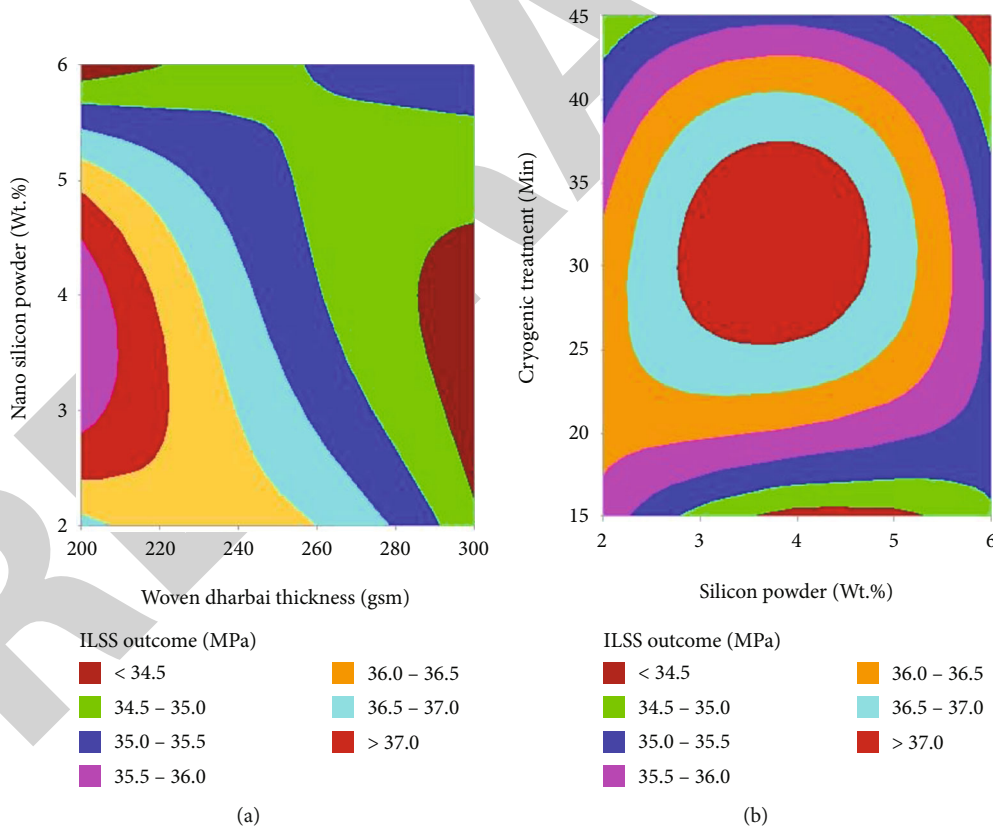 6
5
4
3
2
Nano silicon powder (Wt.%)
200
220
240
260
280
300
Woven dharbai thickness (gsm)
ILSS outcome (MPa)
< 34.5
34.5 – 35.0
35.0 – 35.5
35.5 – 36.0
36.0 – 36.5
36.5 – 37.0
> 37.0
(a)
45
40
35
30
25
20
15
Cryogenic treatment (Min)
2
3
4
5
6
Silicon powder (Wt.%)
ILSS outcome (MPa)
< 34.5
34.5 – 35.0
35.0 – 35.5
35.5 – 36.0
36.0 – 36.5
36.5 – 37.0
> 37.0
(b)